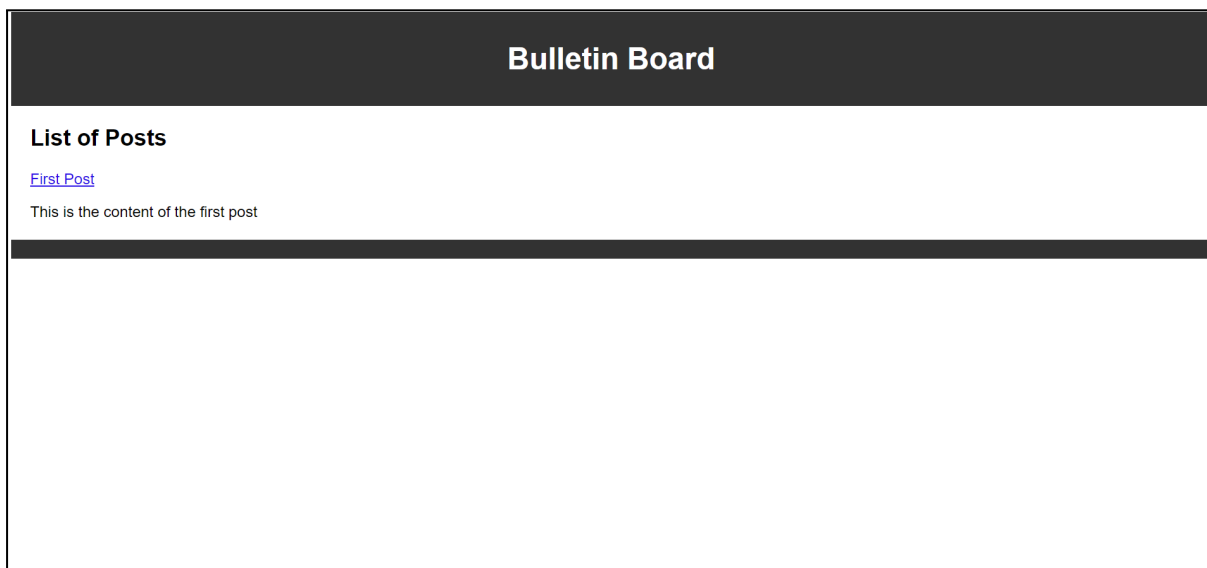 Bulletin Board
List of Posts
First Post
This is the content of the first post